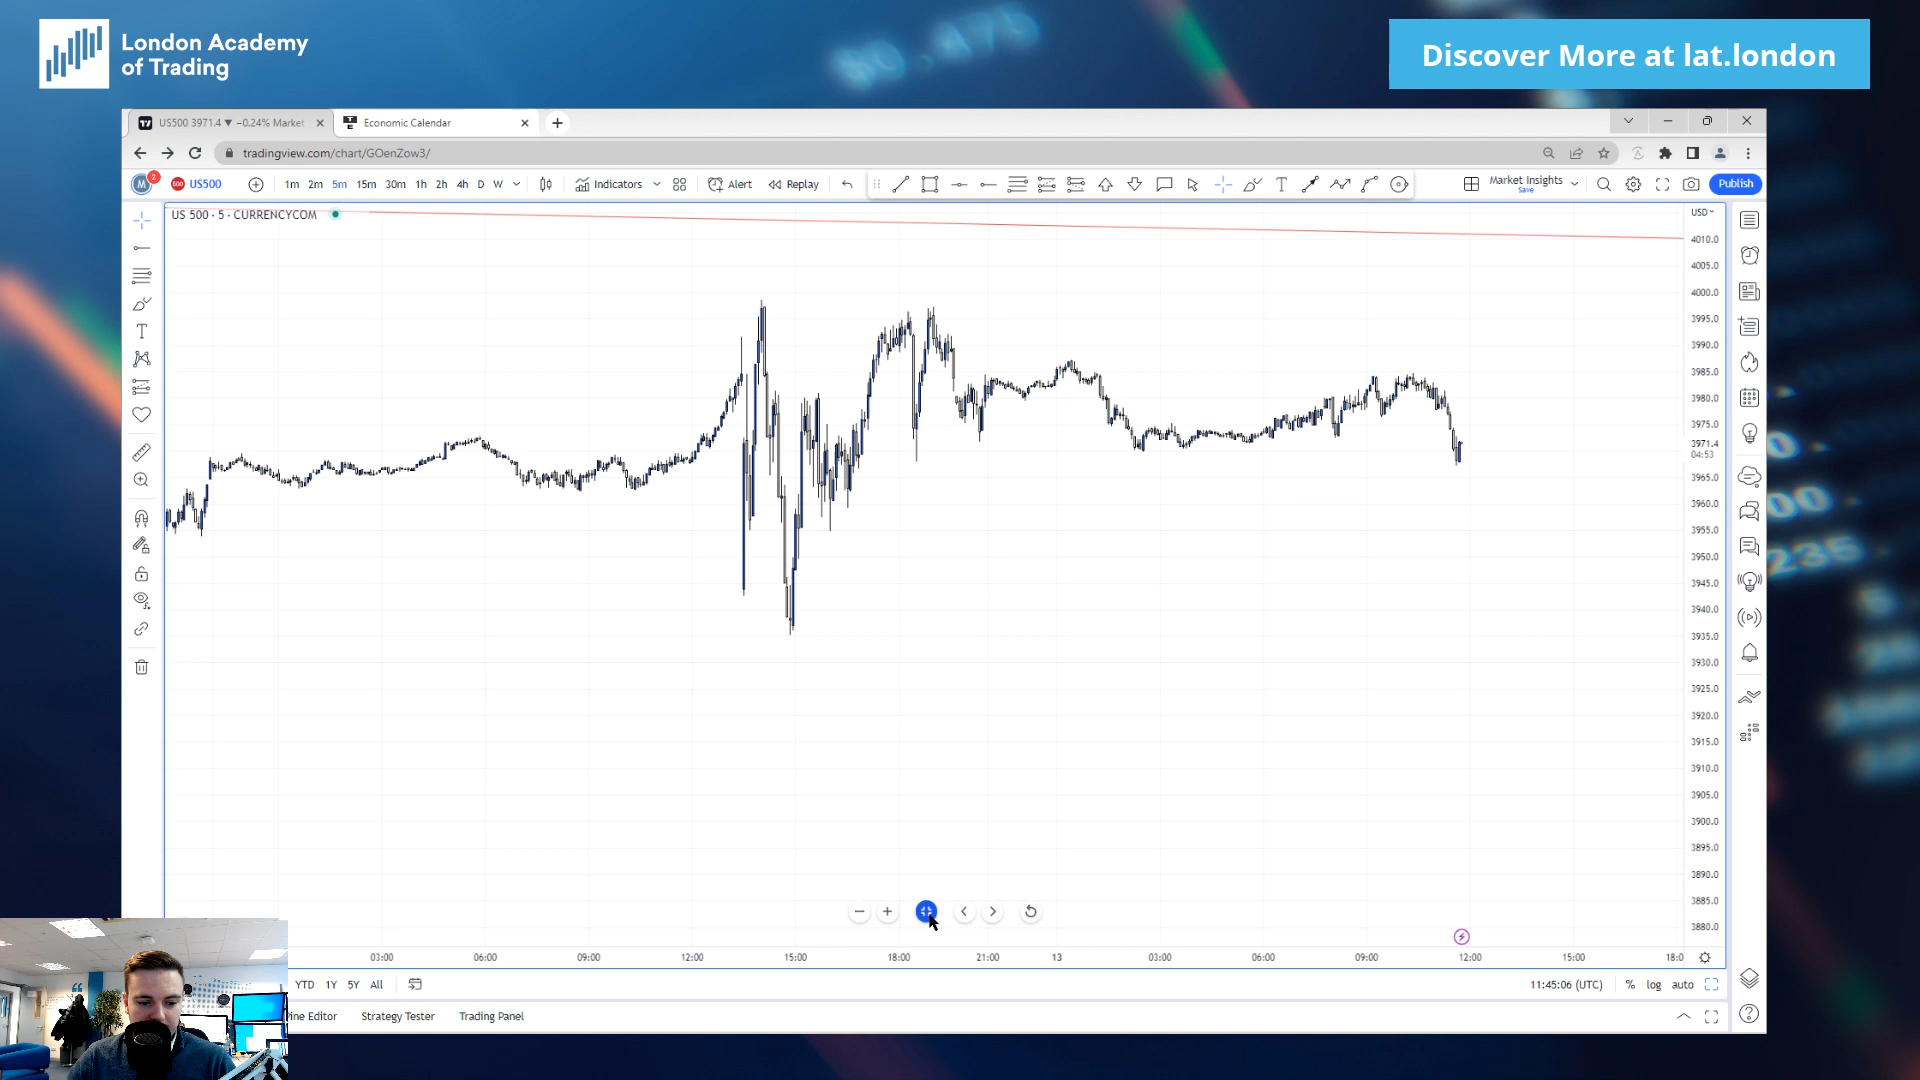 London Academy
of Trading
Discover More at lat.london
US500 3971.4 ▼ −0.24% Market
Economic Calendar
tradingview.com/chart/GOenZow3/
M 2 500 US500 1m 2m 5m 15m 30m 1h 2h 4h D W Indicators Alert Replay Market Insights Save Publish
US 500 · 5 · CURRENCYCOM
USD
4010.0
4005.0
4000.0
3995.0
3990.0
3985.0
3980.0
3975.0
3971.4
04:53
3965.0
3960.0
3955.0
3950.0
3945.0
3940.0
3935.0
3930.0
3925.0
3920.0
3915.0
3910.0
3905.0
3900.0
3895.0
3890.0
3885.0
3880.0
03:00 06:00 09:00 12:00 15:00 18:00 21:00 13 03:00 06:00 09:00 12:00 15:00 18:0
YTD 1Y 5Y All 11:45:06 (UTC) % log auto
ine Editor Strategy Tester Trading Panel